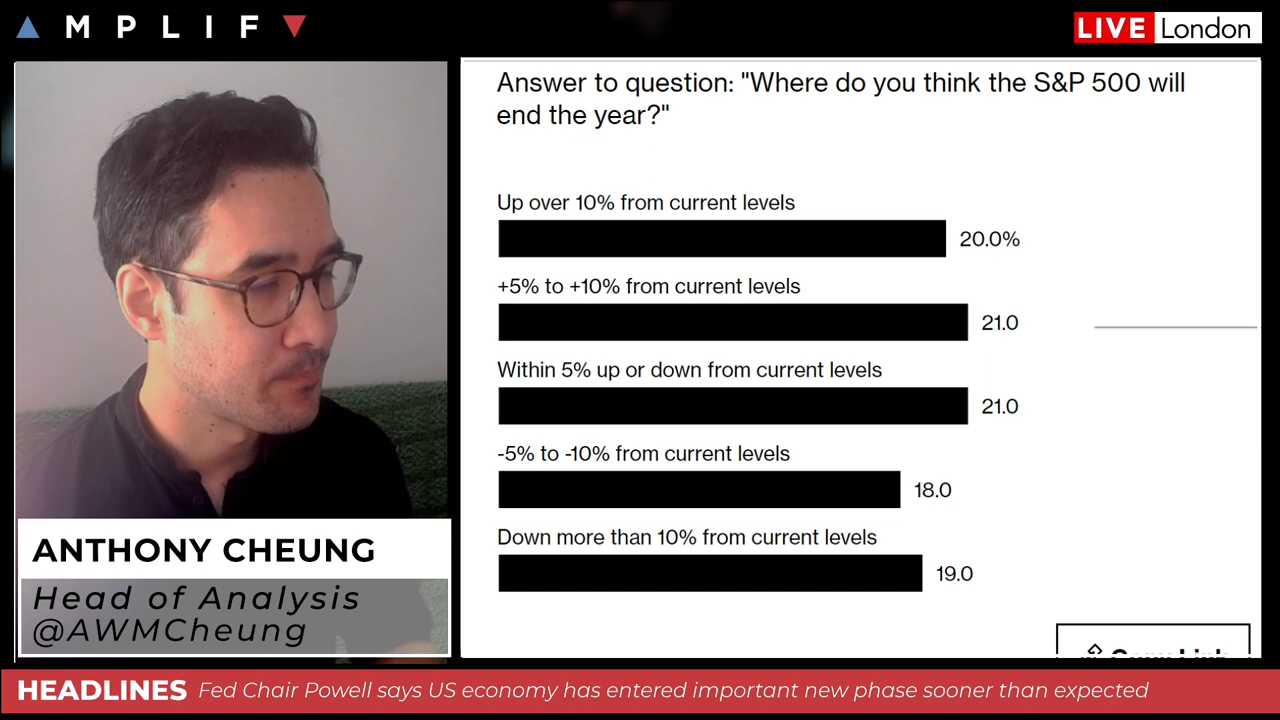 ▲ M P L I F ▼
LIVE London
Answer to question: "Where do you think the S&P 500 will
end the year?"
Up over 10% from current levels
20.0%
+5% to +10% from current levels
21.0
Within 5% up or down from current levels
21.0
-5% to -10% from current levels
18.0
Down more than 10% from current levels
19.0
ANTHONY CHEUNG
Head of Analysis
@AWMCheung
HEADLINES Fed Chair Powell says US economy has entered important new phase sooner than expected